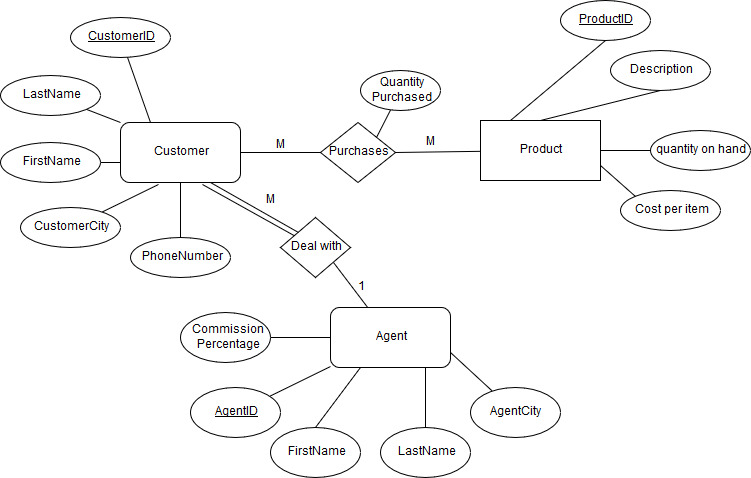 ProductID
CustomerID
Description
Quantity
Purchased
LastName
Customer
M
Purchases
M
Product
quantity on hand
FirstName
M
Cost per item
CustomerCity
Deal with
PhoneNumber
1
Commission
Percentage
Agent
AgentID
AgentCity
FirstName
LastName